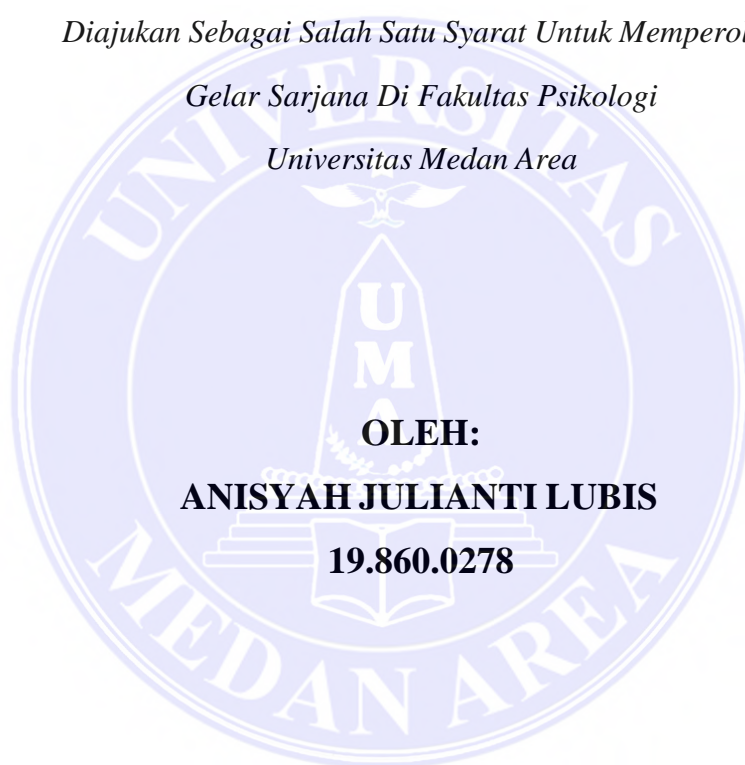 Diajukan Sebagai Salah Satu Syarat Untuk
Gelar Sarjana Di Fakultas Psikologi
Universitas Medan Area
UNIVERSITAS
U
M
A
OLEH:
ANISYAH JULIANTI LUBIS
19.860.0278
MEDAN AREA